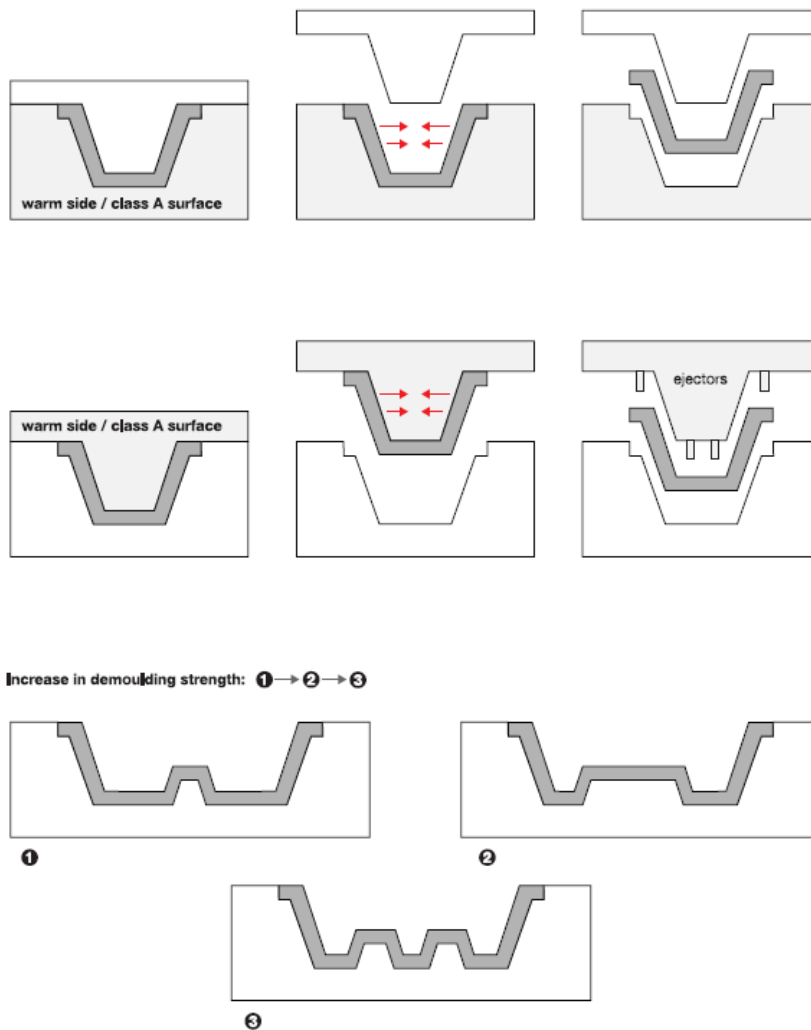 warm side / class A surface
ejectors
warm side / class A surface
Increase in demoulding strength: ❶ → ❷ → ❸
❶
❷
❸